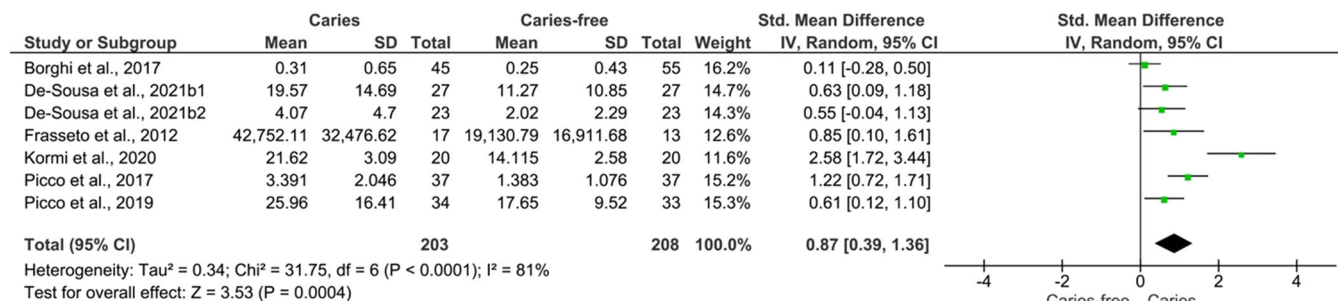 Caries Caries-free Std. Mean Difference Std. Mean Difference
Study or Subgroup Mean SD Total Mean SD Total Weight IV, Random, 95% CI IV, Random, 95% CI
Borghi et al., 2017 0.31 0.65 45 0.25 0.43 55 16.2% 0.11 [-0.28, 0.50]
De-Sousa et al., 2021b1 19.57 14.69 27 11.27 10.85 27 14.7% 0.63 [0.09, 1.18]
De-Sousa et al., 2021b2 4.07 4.7 23 2.02 2.29 23 14.3% 0.55 [-0.04, 1.13]
Frasseto et al., 2012 42,752.11 32,476.62 17 19,130.79 16,911.68 13 12.6% 0.85 [0.10, 1.61]
Kormi et al., 2020 21.62 3.09 20 14.115 2.58 20 11.6% 2.58 [1.72, 3.44]
Picco et al., 2017 3.391 2.046 37 1.383 1.076 37 15.2% 1.22 [0.72, 1.71]
Picco et al., 2019 25.96 16.41 34 17.65 9.52 33 15.3% 0.61 [0.12, 1.10]
Total (95% CI) 203 208 100.0% 0.87 [0.39, 1.36]
Heterogeneity: Tau² = 0.34; Chi² = 31.75, df = 6 (P < 0.0001); I² = 81%
-4 -2 0 2 4
Test for overall effect: Z = 3.53 (P = 0.0004)
Caries-free Caries